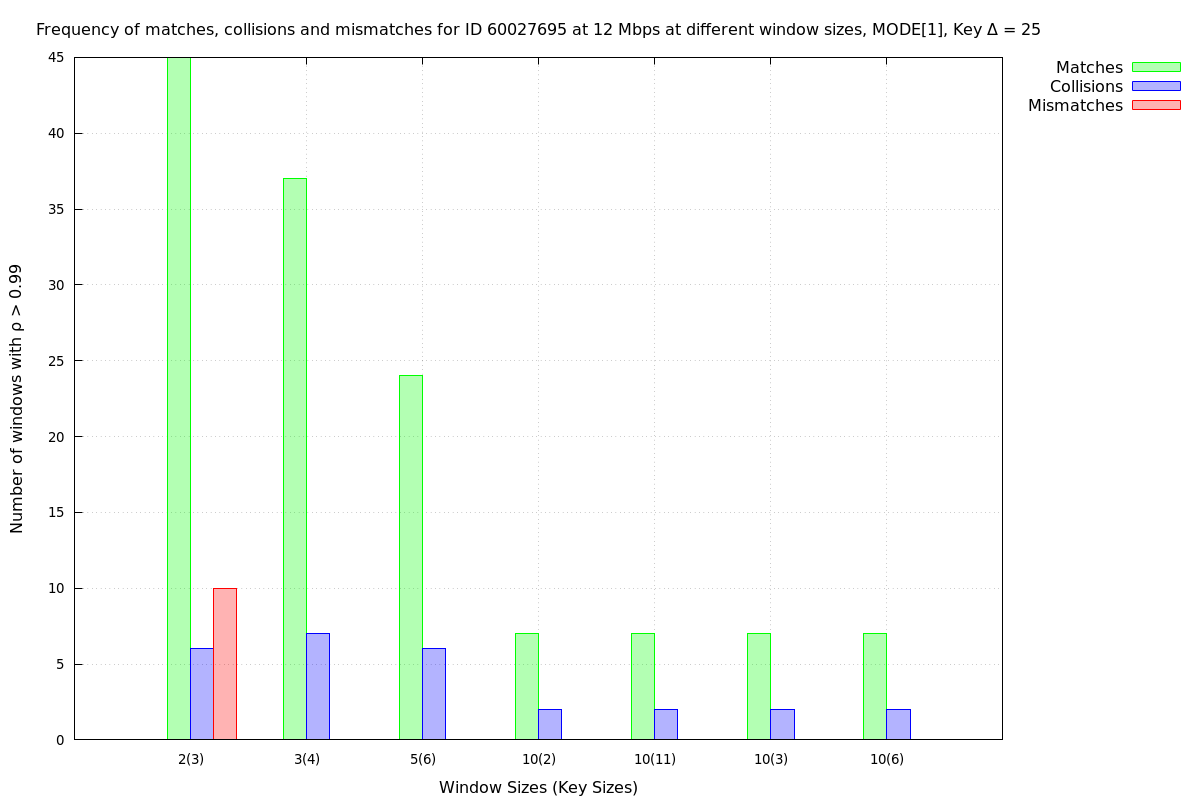 Frequency of matches, collisions and mismatches for ID 60027695 at 12 Mbps at different window sizes, MODE[1], Key Δ = 25
Matches
Collisions
Mismatches
Number of windows with ρ > 0.99
45
40
35
30
25
20
15
10
5
0
2(3) 3(4) 5(6) 10(2) 10(11) 10(3) 10(6)
Window Sizes (Key Sizes)